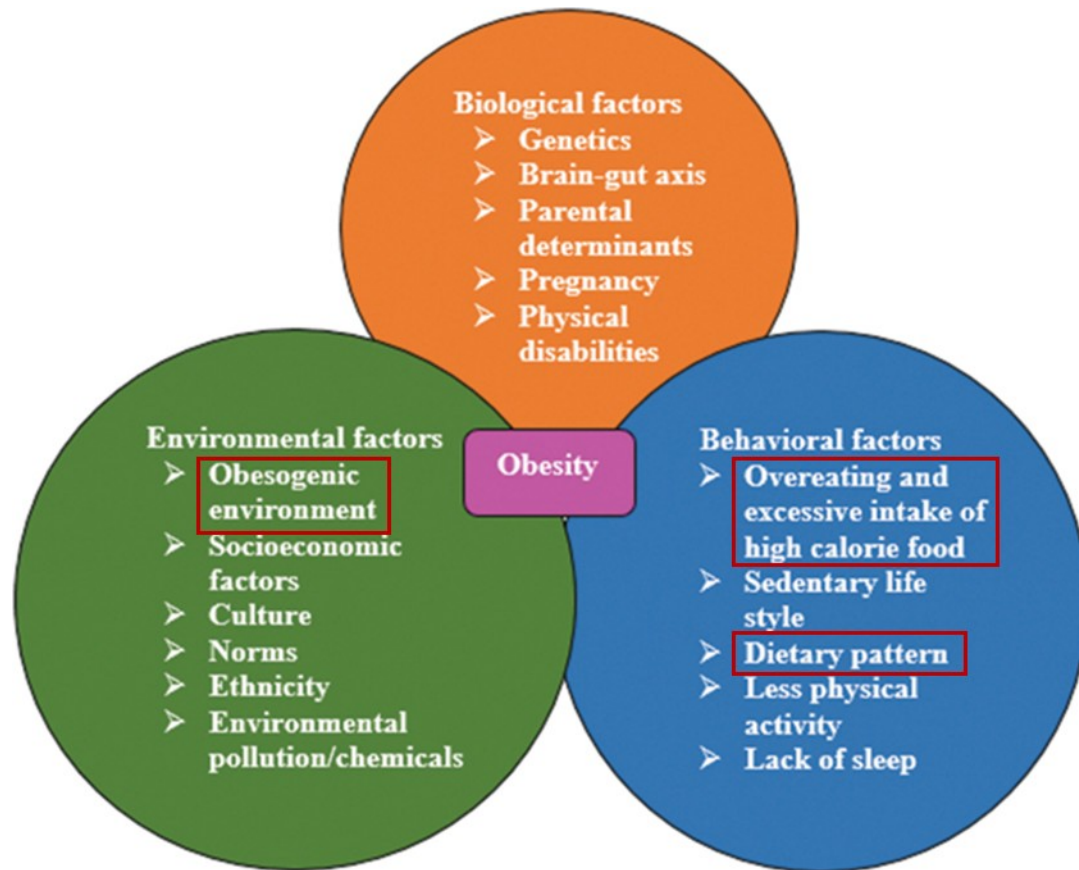 Biological factors
➢ Genetics
➢ Brain-gut axis
➢ Parental
determinants
➢ Pregnancy
➢ Physical
disabilities
Environmental factors
➢ Obesogenic
environment
➢ Socioeconomic
factors
➢ Culture
➢ Norms
➢ Ethnicity
➢ Environmental
pollution/chemicals
Obesity
Behavioral factors
➢ Overeating and
excessive intake of
high calorie food
➢ Sedentary life
style
➢ Dietary pattern
➢ Less physical
activity
➢ Lack of sleep